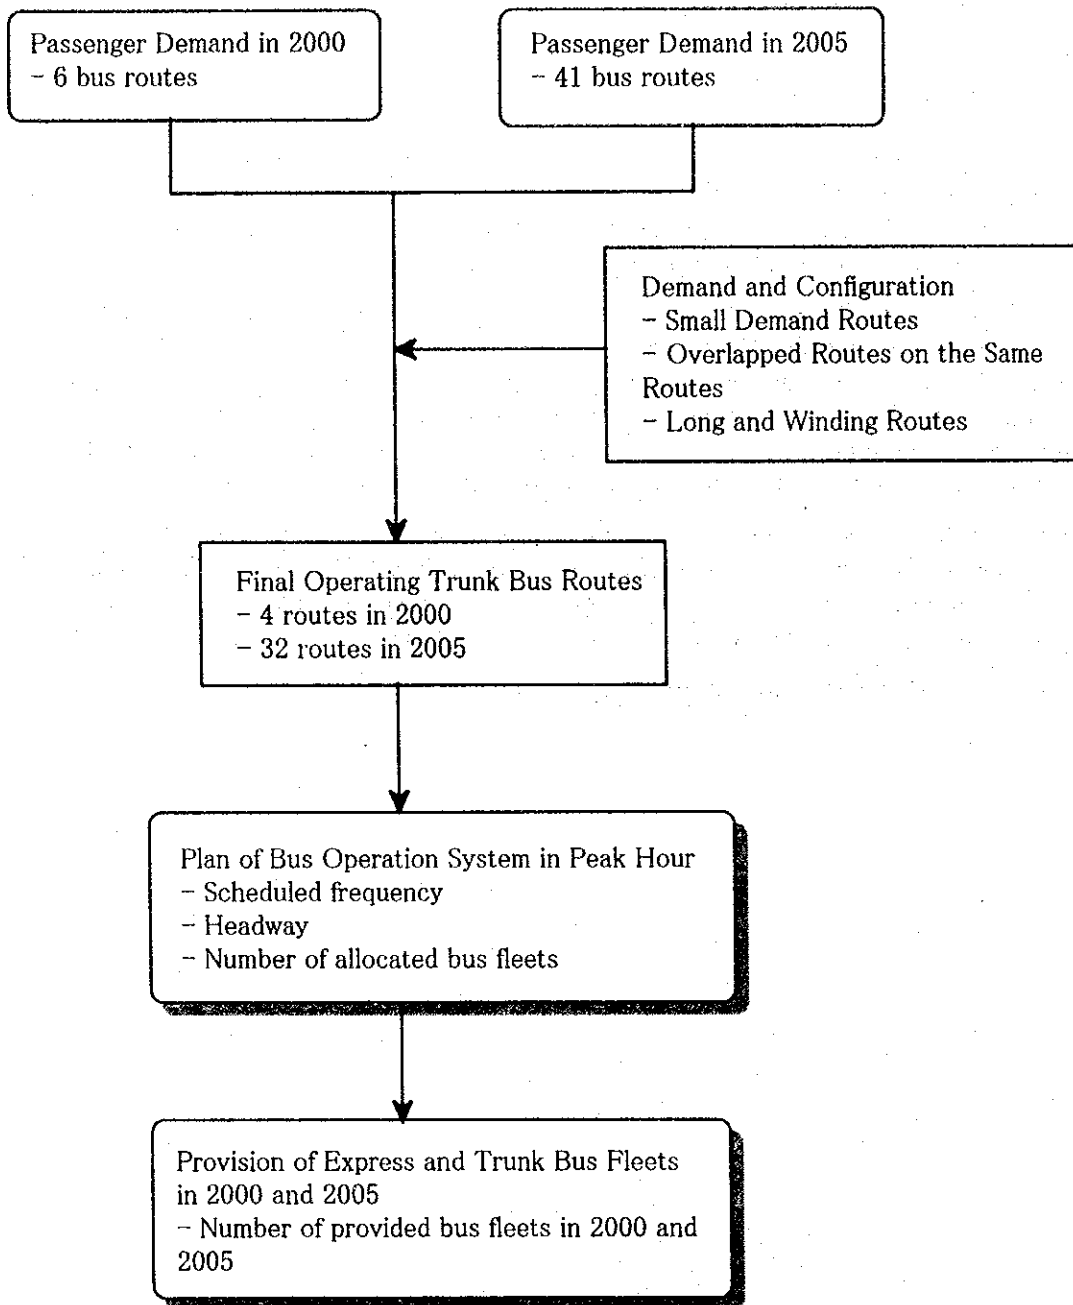 Passenger Demand in 2000
- 6 bus routes
Passenger Demand in 2005
- 41 bus routes
Demand and Configuration
- Small Demand Routes
- Overlapped Routes on the Same
Routes
- Long and Winding Routes
Final Operating Trunk Bus Routes
- 4 routes in 2000
- 32 routes in 2005
Plan of Bus Operation System in Peak Hour
- Scheduled frequency
- Headway
- Number of allocated bus fleets
Provision of Express and Trunk Bus Fleets
in 2000 and 2005
- Number of provided bus fleets in 2000 and
2005